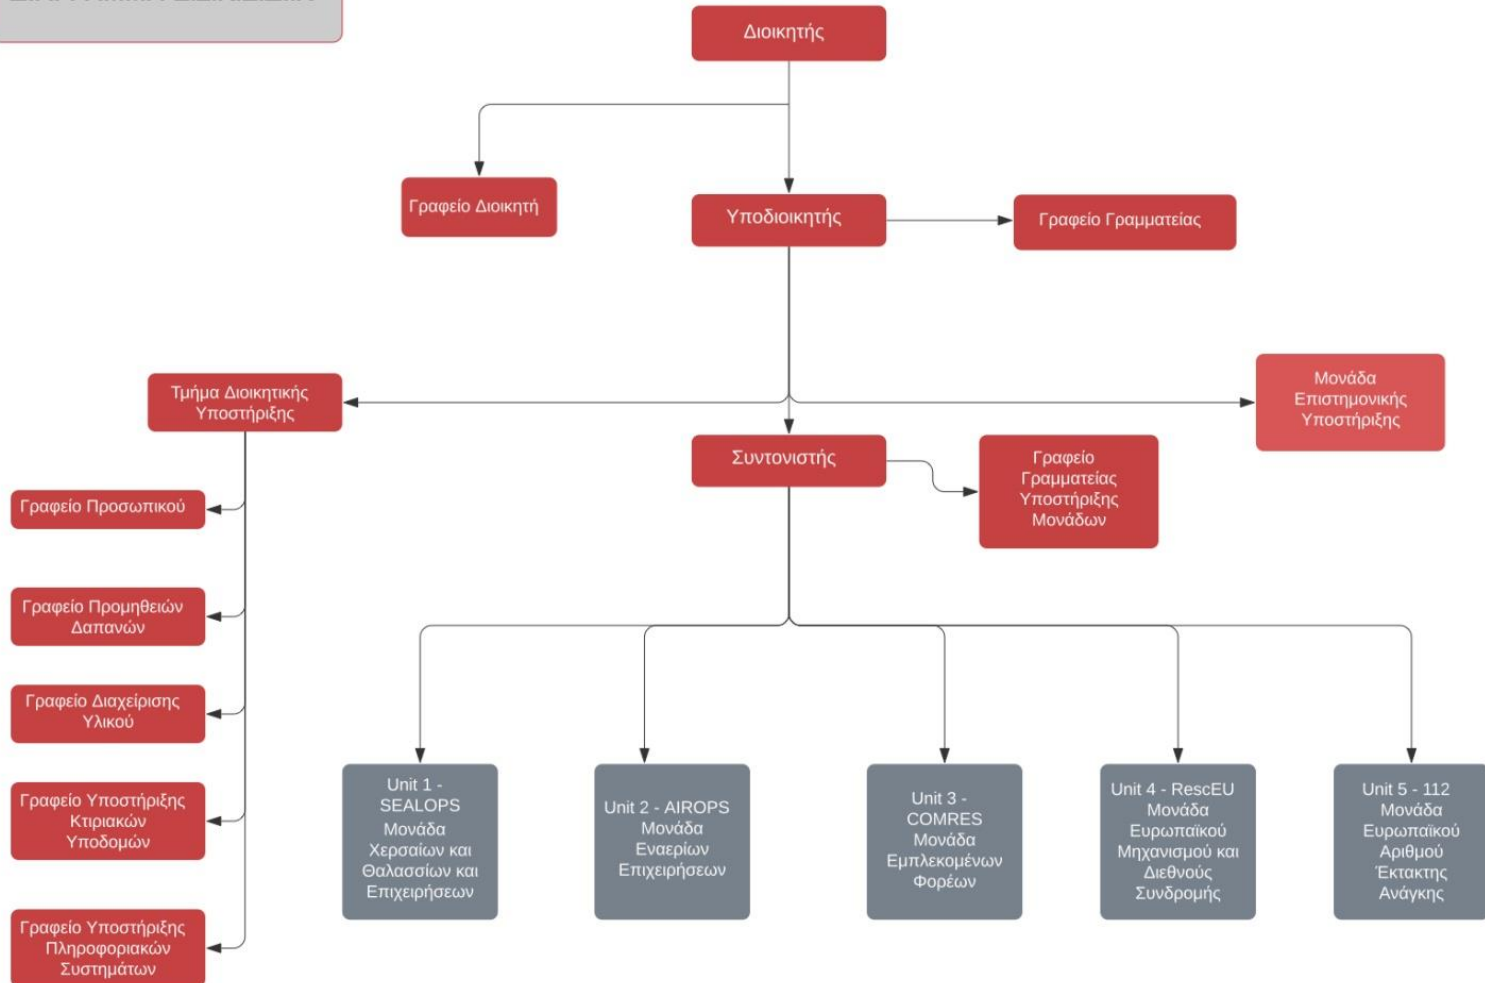 Διοικητής
Γραφείο Διοικητή
Υποδιοικητής
Γραφείο Γραμματείας
Τμήμα Διοικητικής
Υποστήριξης
Μονάδα
Επιστημονικής
Υποστήριξης
Συντονιστής
Γραφείο
Γραμματείας
Υποστήριξης
Μονάδων
Γραφείο Προσωπικού
Γραφείο Προμηθειών
Δαπανών
Γραφείο Διαχείρισης
Υλικού
Γραφείο Υποστήριξης
Κτιριακών
Υποδομών
Γραφείο Υποστήριξης
Πληροφοριακών
Συστημάτων
Unit 1 -
SEALOPS
Μονάδα
Χερσαίων και
Θαλασσίων και
Επιχειρήσεων
Unit 2 - AIROPS
Μονάδα
Εναερίων
Επιχειρήσεων
Unit 3 -
COMRES
Μονάδα
Εμπλεκομένων
Φορέων
Unit 4 - RescEU
Μονάδα
Ευρωπαϊκού
Μηχανισμού και
Διεθνούς
Συνδρομής
Unit 5 - 112
Μονάδα
Ευρωπαϊκού
Αριθμού
Έκτακτης
Ανάγκης